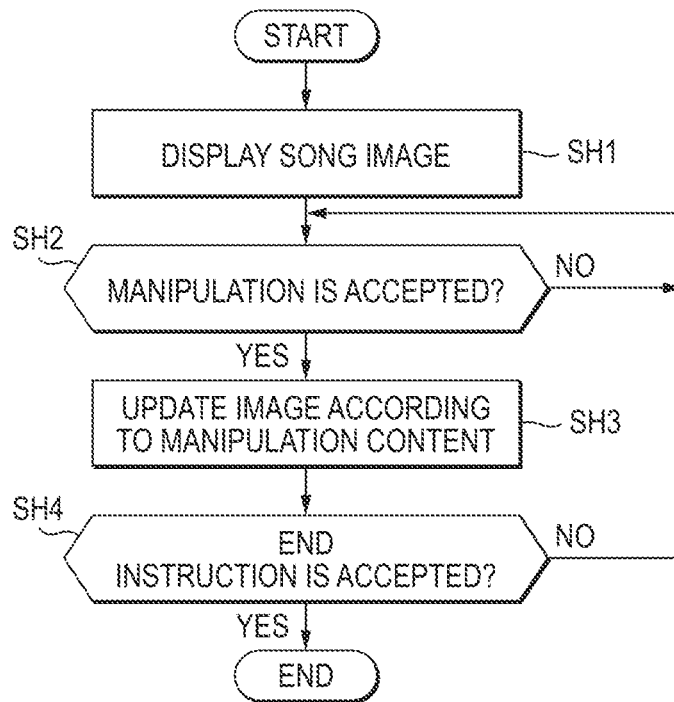 START
DISPLAY SONG IMAGE
SH1
SH2
MANIPULATION IS ACCEPTED?
NO
YES
UPDATE IMAGE ACCORDING
TO MANIPULATION CONTENT
SH3
SH4
END
INSTRUCTION IS ACCEPTED?
NO
YES
END